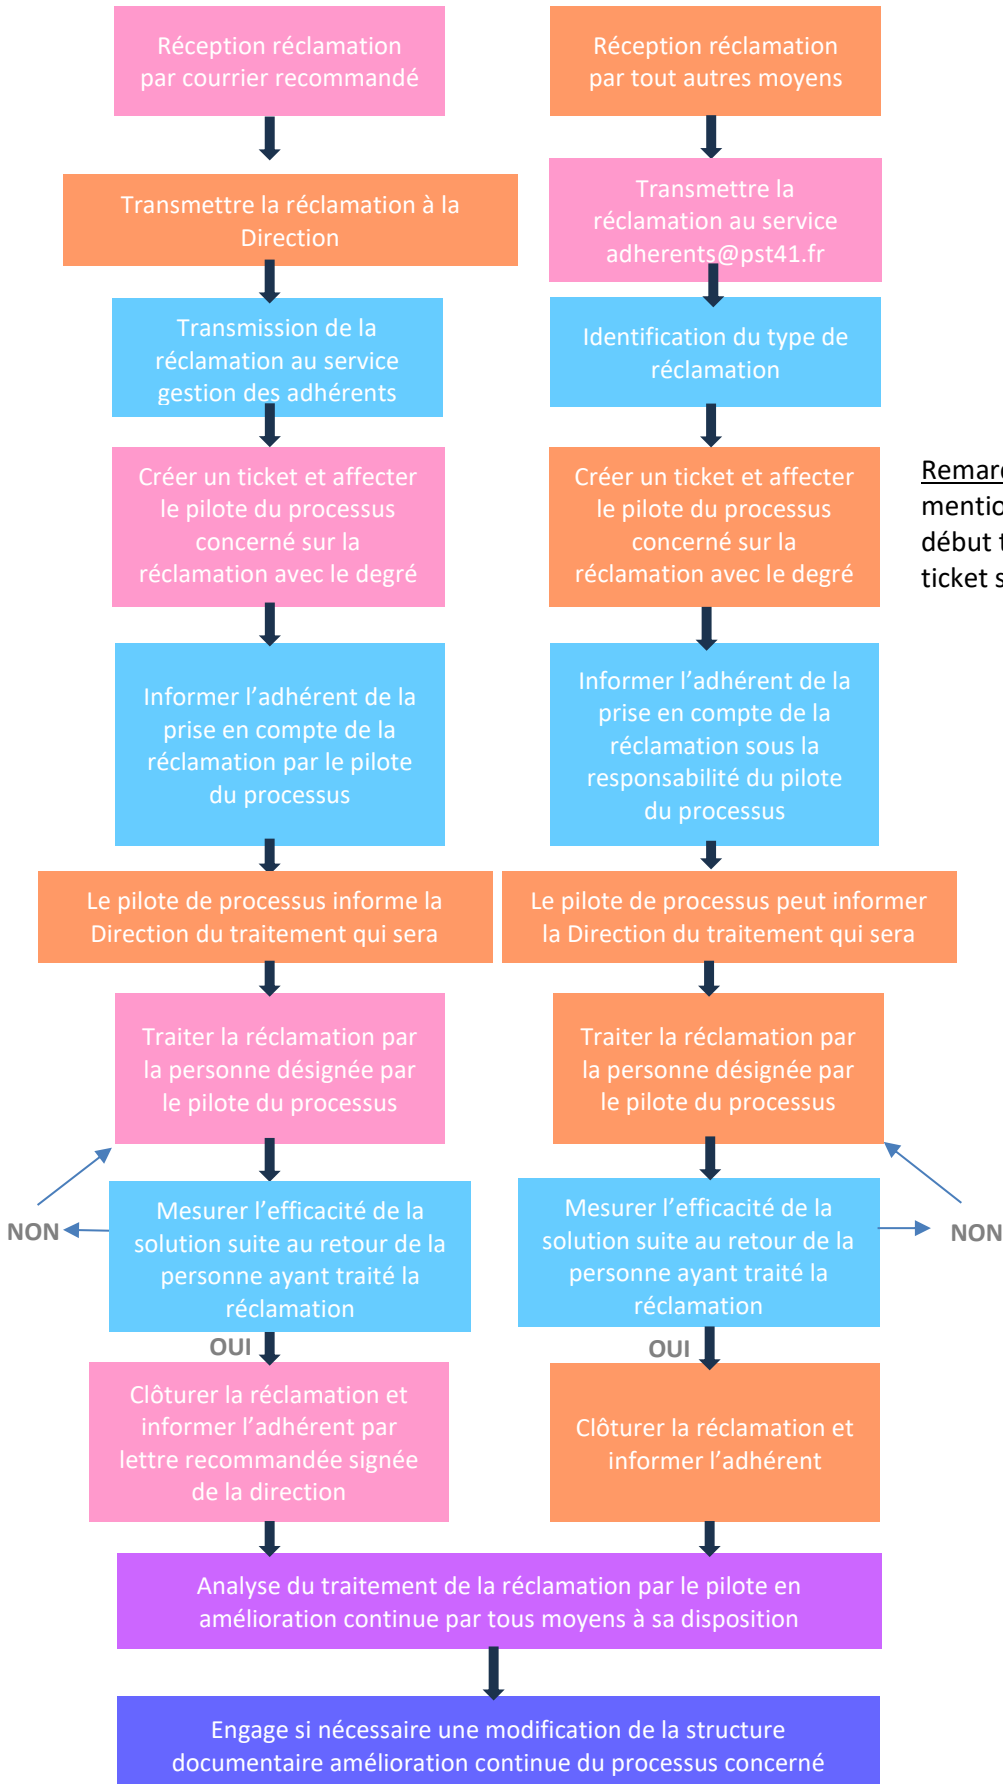 Réception réclamation
par courrier recommandé
Réception réclamation
par tout autres moyens
Transmettre la réclamation à la
Direction
Transmettre la
réclamation au service
adherents@pst41.fr
Transmission de la
réclamation au service
gestion des adhérents
Identification du type de
réclamation
Créer un ticket et affecter
le pilote du processus
concerné sur la
réclamation avec le degré
Créer un ticket et affecter
le pilote du processus
concerné sur la
réclamation avec le degré
début
ticket
Informer l’adhérent de la
prise en compte de la
réclamation par le pilote
du processus
Informer l’adhérent de la
prise en compte de la
réclamation sous la
responsabilité du pilote
du processus
Le pilote de processus informe la
Direction du traitement qui sera
Le pilote de processus peut informer
la Direction du traitement qui sera
Traiter la réclamation par
la personne désignée par
le pilote du processus
Traiter la réclamation par
la personne désignée par
le pilote du processus
NON
Mesurer l’efficacité de la
solution suite au retour de la
personne ayant traité la
réclamation
Mesurer l’efficacité de la
solution suite au retour de la
personne ayant traité la
réclamation
NON
OUI
OUI
Clôturer la réclamation et
informer l’adhérent par
lettre recommandée signée
de la direction
Clôturer la réclamation et
informer l’adhérent
Analyse du traitement de la réclamation par le pilote en
amélioration continue par tous moyens à sa disposition
Engage si nécessaire une modification de la structure
documentaire amélioration continue du processus concerné